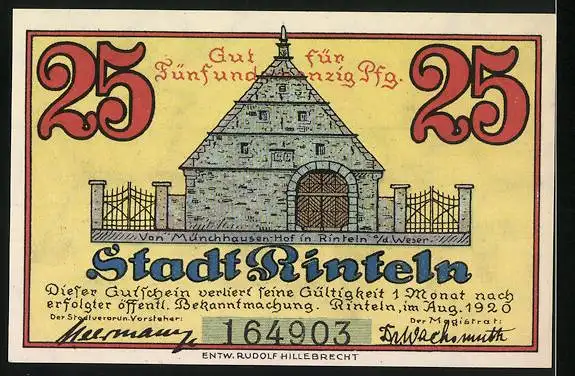 25 Gut für 25
Fünfundzwanzig Pfg.
Von "Münchhausen-Hof in Rinteln a/d. Weser
Stadt Rinteln
Dieser Gutschein verliert seine Gültigkeit 1 Monat nach
erfolgter öffentl. Bekanntmachung. Rinteln, im Aug. 1920
Der Stadtverordn. Vorsteher: Der Magistrat:
164903 Dr Wachsmuth
ENTW. RUDOLF HILLEBRECHT